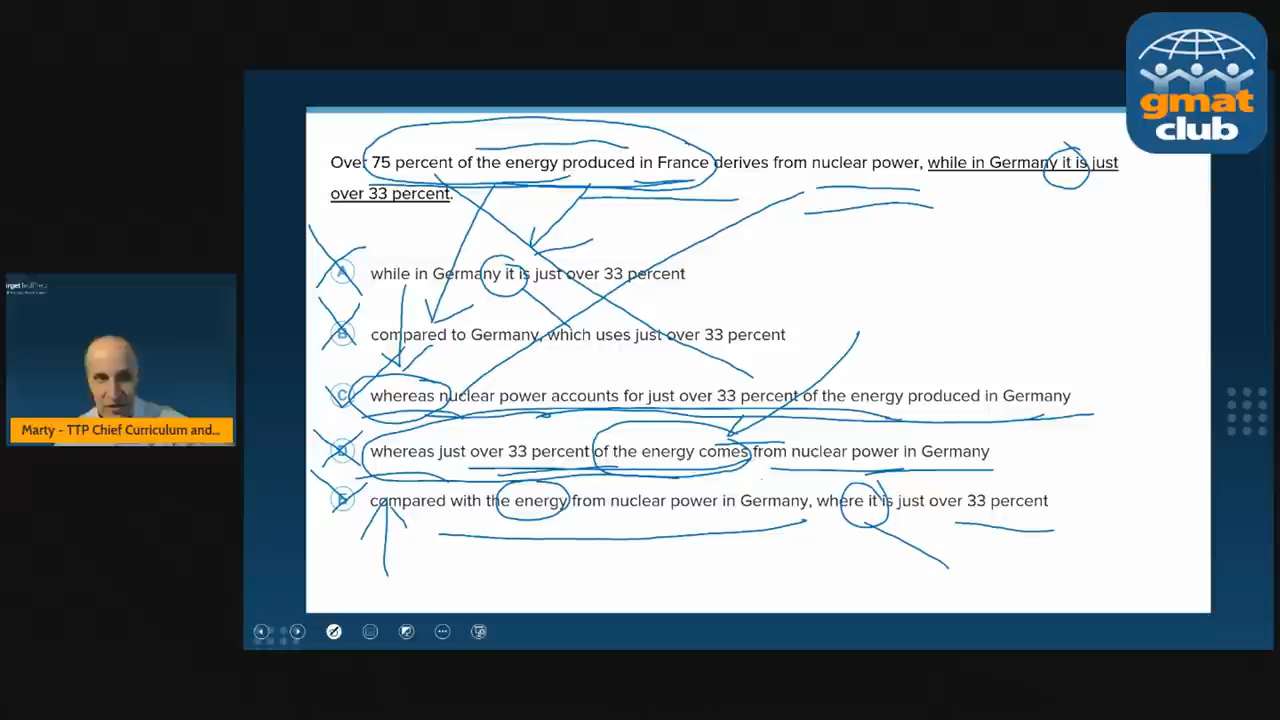 gmat
club
Over 75 percent of the energy produced in France derives from nuclear power, while in Germany it is just
over 33 percent.
A while in Germany it is just over 33 percent
B compared to Germany, which uses just over 33 percent
C whereas nuclear power accounts for just over 33 percent of the energy produced in Germany
D whereas just over 33 percent of the energy comes from nuclear power in Germany
E compared with the energy from nuclear power in Germany, where it is just over 33 percent
Marty - TTP Chief Curriculum and...